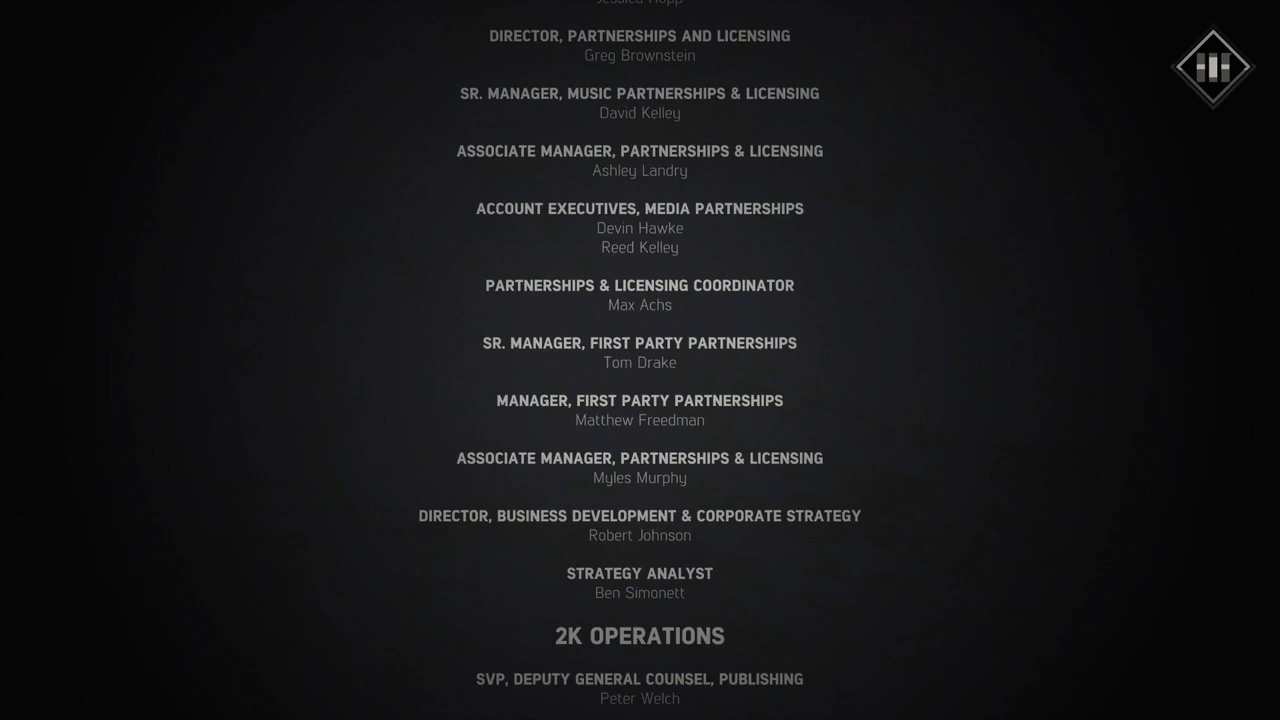 DIRECTOR, PARTNERSHIPS AND LICENSING
Greg Brownstein
SR. MANAGER, MUSIC PARTNERSHIPS & LICENSING
David Kelley
ASSOCIATE MANAGER, PARTNERSHIPS & LICENSING
Ashley Landry
ACCOUNT EXECUTIVES, MEDIA PARTNERSHIPS
Devin Hawke
Reed Kelley
PARTNERSHIPS & LICENSING COORDINATOR
Max Achs
SR. MANAGER, FIRST PARTY PARTNERSHIPS
Tom Drake
MANAGER, FIRST PARTY PARTNERSHIPS
Matthew Freedman
ASSOCIATE MANAGER, PARTNERSHIPS & LICENSING
Myles Murphy
DIRECTOR, BUSINESS DEVELOPMENT & CORPORATE STRATEGY
Robert Johnson
STRATEGY ANALYST
Ben Simonett
2K OPERATIONS
SVP, DEPUTY GENERAL COUNSEL, PUBLISHING
Peter Welch